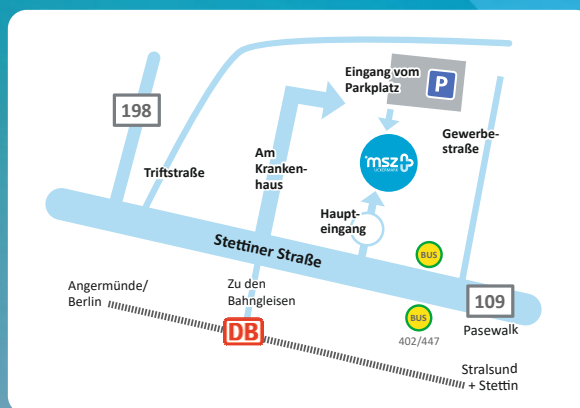 Eingang vom
Parkplatz
P
198
Gewerbe-
straße
Am
Kranken-
haus
msz
UCKERMARK
Triftstraße
Haupt-
eingang
Stettiner Straße
BUS
Angermünde/
Berlin
Zu den
Bahngleisen
109
BUS
DB
Pasewalk
402/447
Stralsund
+ Stettin